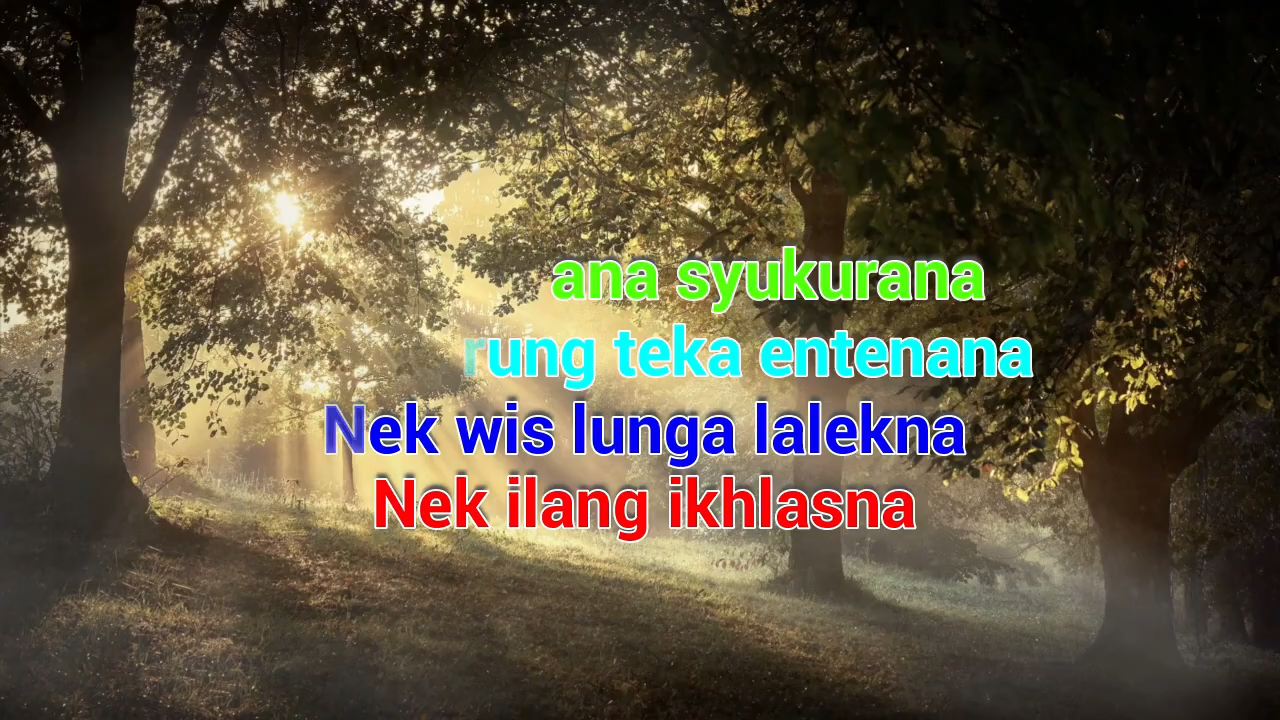 ana syukurana
rung teka entenana
Nek wis lunga lalekna
Nek ilang ikhlasna